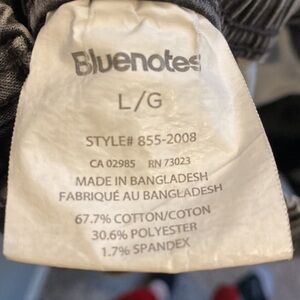 Bluenotes
L/G
STYLE# 855-2008
CA 02985 RN 73023
MADE IN BANGLADESH
FABRIQUÉ AU BANGLADESH
67.7% COTTON/COTON
30.6% POLYESTER
1.7% SPANDEX